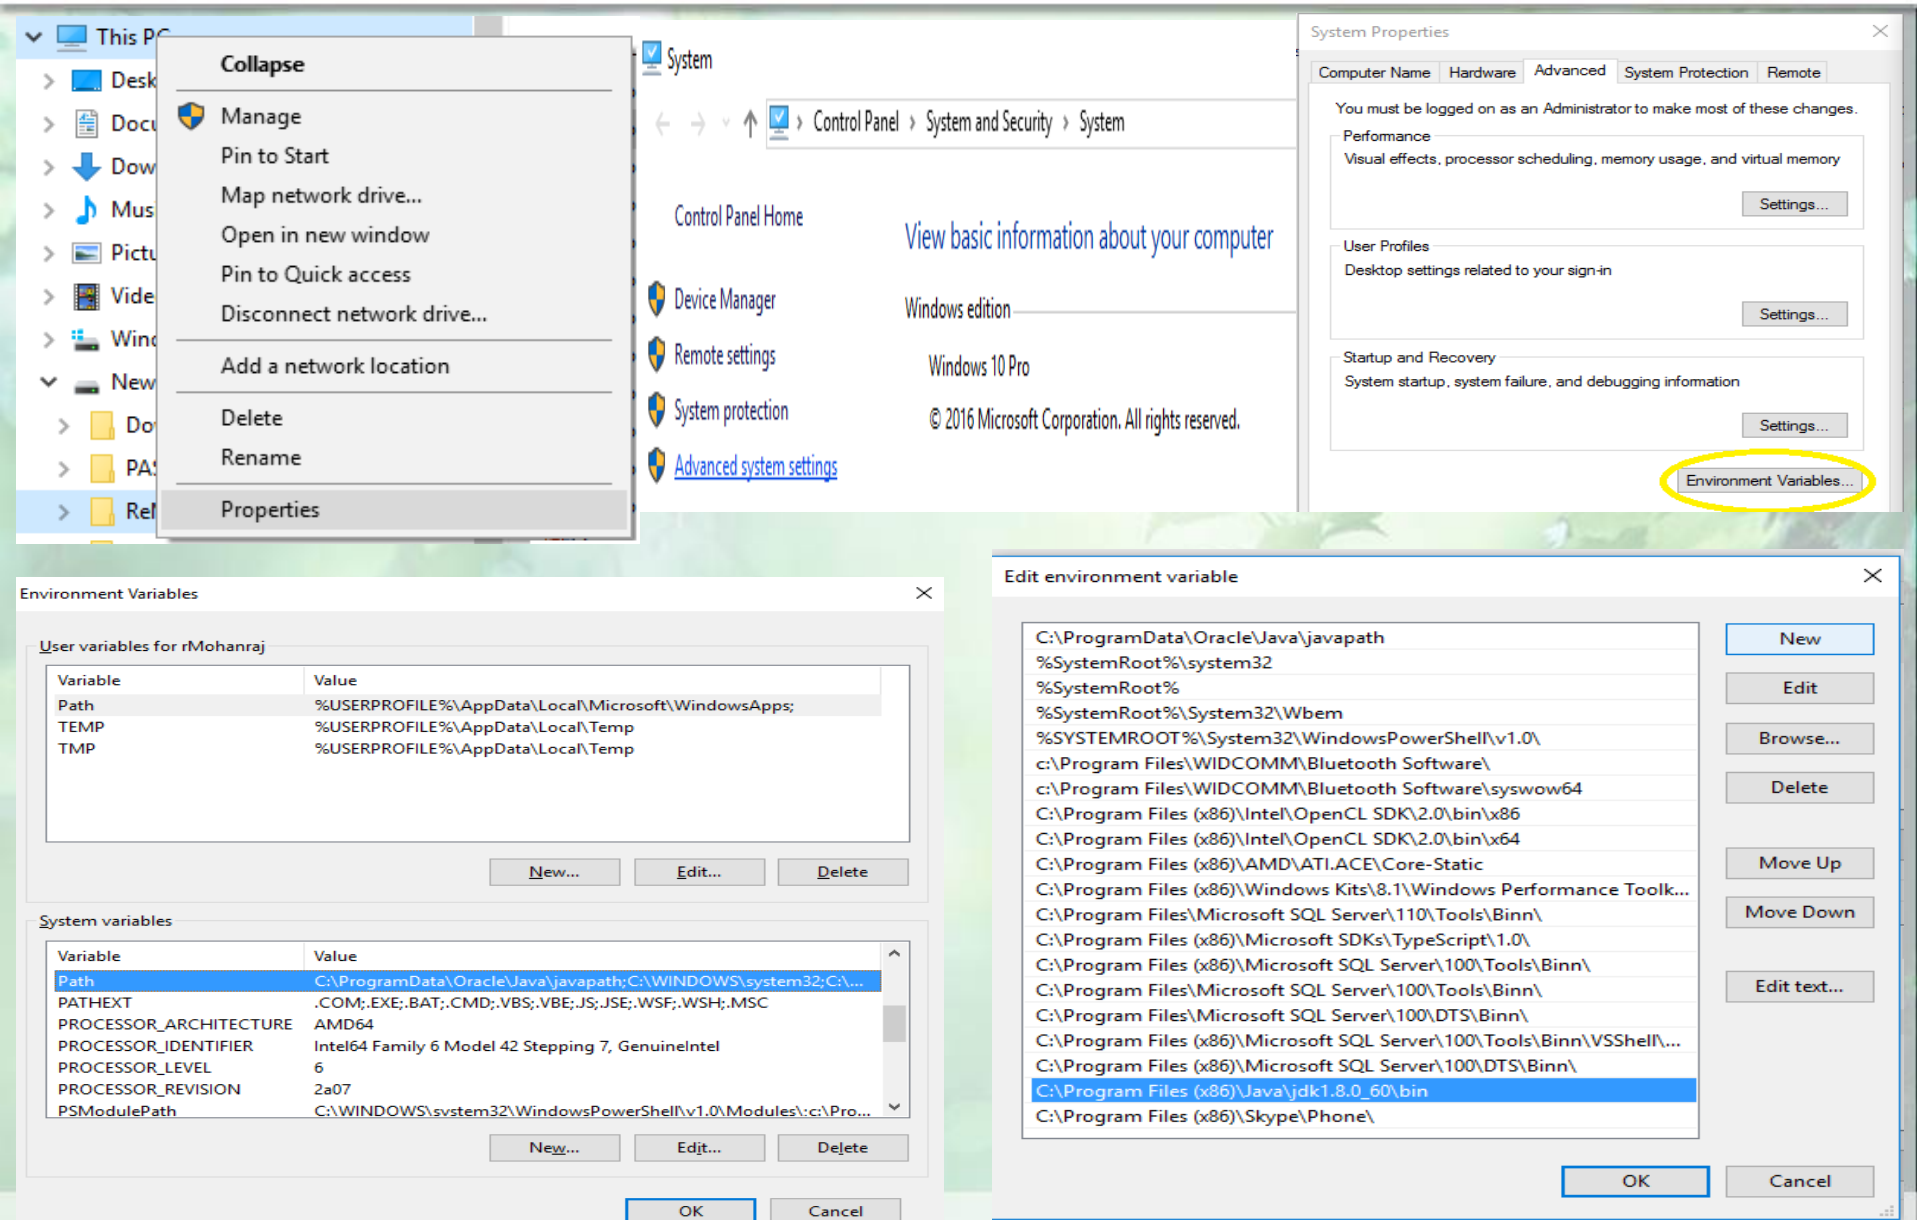 This PC
Desk
Docu
Dow
Mus
Pictu
Vide
Wind
New
Do
PAS
Collapse
Manage
Pin to Start
Map network drive...
Open in new window
Pin to Quick access
Disconnect network drive...
Add a network location
Delete
Rename
Properties
System
Control Panel > System and Security > System
Control Panel Home
Device Manager
Remote settings
System protection
Advanced system settings
View basic information about your computer
Windows edition
Windows 10 Pro
© 2016 Microsoft Corporation. All rights reserved.
System Properties
Computer Name Hardware Advanced System Protection Remote
You must be logged on as an Administrator to make most of these changes.
Performance
Visual effects, processor scheduling, memory usage, and virtual memory
Settings...
User Profiles
Desktop settings related to your sign-in
Settings...
Startup and Recovery
System startup, system failure, and debugging information
Settings...
Environment Variables...
Environment Variables
User variables for rMohanraj
Variable Value
Path %USERPROFILE%\AppData\Local\Microsoft\WindowsApps;
TEMP %USERPROFILE%\AppData\Local\Temp
TMP %USERPROFILE%\AppData\Local\Temp
New... Edit... Delete
System variables
Variable Value
Path C:\ProgramData\Oracle\Java\javapath;C:\WINDOWS\system32;C:\...
PATHEXT .COM;.EXE;.BAT;.CMD;.VBS;.VBE;.JS;.JSE;.WSF;.WSH;.MSC
PROCESSOR_ARCHITECTURE AMD64
PROCESSOR_IDENTIFIER Intel64 Family 6 Model 42 Stepping 7, GenuineIntel
PROCESSOR_LEVEL 6
PROCESSOR_REVISION 2a07
PSModulePath C:\WINDOWS\system32\WindowsPowerShell\v1.0\Modules\;c:\Pro...
New... Edit... Delete
OK Cancel
Edit environment variable
C:\ProgramData\Oracle\Java\javapath
%SystemRoot%\system32
%SystemRoot%
%SystemRoot%\System32\Wbem
%SYSTEMROOT%\System32\WindowsPowerShell\v1.0\
c:\Program Files\WIDCOMM\Bluetooth Software\
c:\Program Files\WIDCOMM\Bluetooth Software\syswow64
C:\Program Files (x86)\Intel\OpenCL SDK\2.0\bin\x86
C:\Program Files (x86)\Intel\OpenCL SDK\2.0\bin\x64
C:\Program Files (x86)\AMD\ATI.ACE\Core-Static
C:\Program Files (x86)\Windows Kits\8.1\Windows Performance Toolk...
C:\Program Files\Microsoft SQL Server\110\Tools\Binn\
C:\Program Files (x86)\Microsoft SDKs\TypeScript\1.0\
C:\Program Files (x86)\Microsoft SQL Server\100\Tools\Binn\
C:\Program Files\Microsoft SQL Server\100\Tools\Binn\
C:\Program Files\Microsoft SQL Server\100\DTS\Binn\
C:\Program Files (x86)\Microsoft SQL Server\100\Tools\Binn\VSShell\...
C:\Program Files (x86)\Microsoft SQL Server\100\DTS\Binn\
C:\Program Files (x86)\Java\jdk1.8.0_60\bin
C:\Program Files (x86)\Skype\Phone\
New
Edit
Browse...
Delete
Move Up
Move Down
Edit text...
OK Cancel